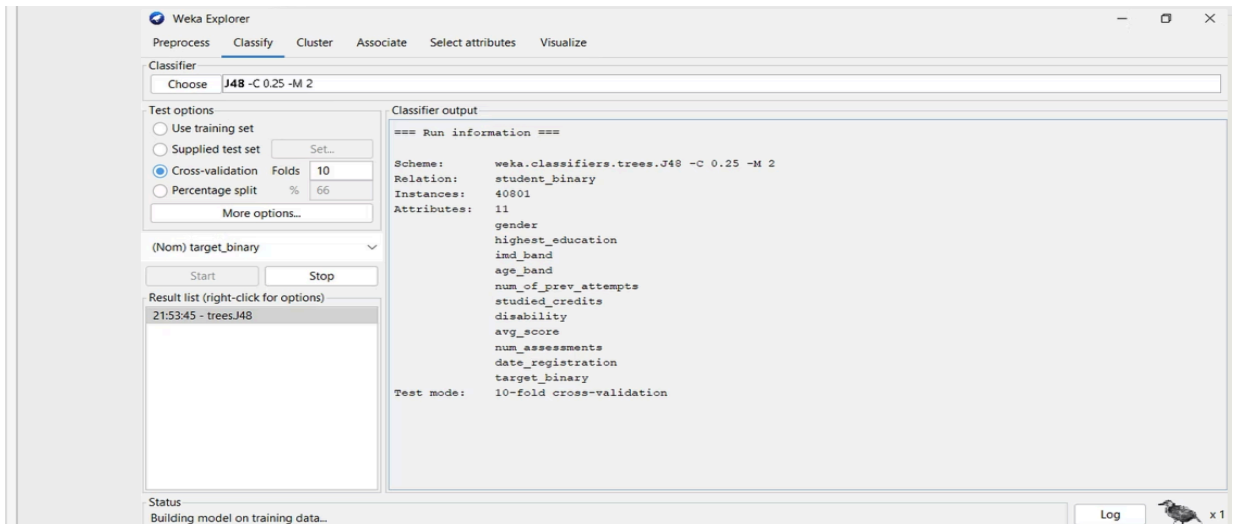 Weka Explorer
Preprocess Classify Cluster Associate Select attributes Visualize
Classifier
Choose J48 -C 0.25 -M 2
Test options
Use training set
Supplied test set Set...
Cross-validation Folds 10
Percentage split % 66
More options...
(Nom) target_binary
Start Stop
Result list (right-click for options)
21:53:45 - trees.J48
Classifier output
=== Run information ===
Scheme: weka.classifiers.trees.J48 -C 0.25 -M 2
Relation: student_binary
Instances: 40801
Attributes: 11
gender
highest_education
imd_band
age_band
num_of_prev_attempts
studied_credits
disability
avg_score
num_assessments
date_registration
target_binary
Test mode: 10-fold cross-validation
Status
Building model on training data...
Log x 1